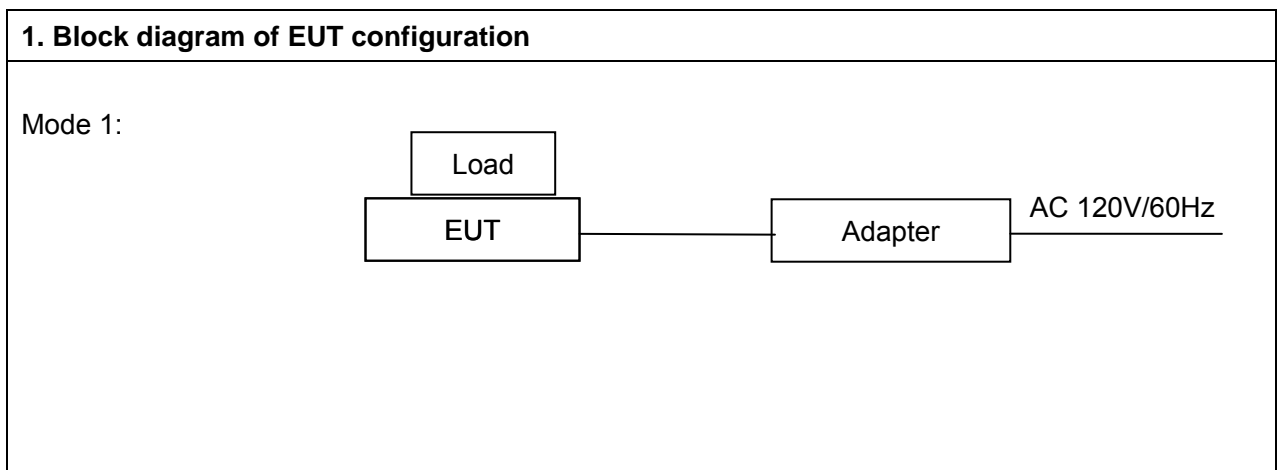 1. Block diagram of EUT configuration
Mode 1:
Load
EUT
Adapter
AC 120V/60Hz